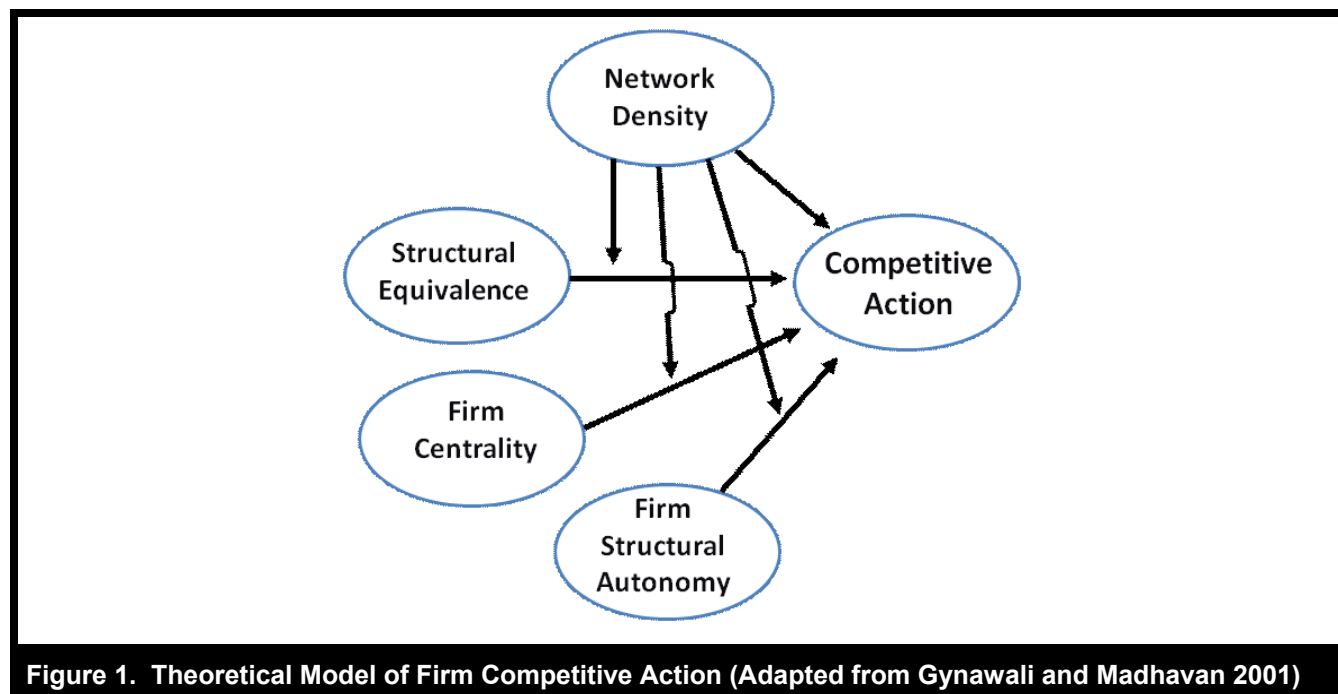 Network
Density
Structural
Equivalence
Competitive
Action
Firm
Centrality
Firm
Structural
Autonomy
Figure 1.  Theoretical Model of Firm Competitive Action (Adapted from Gynawali and Madhavan 2001)